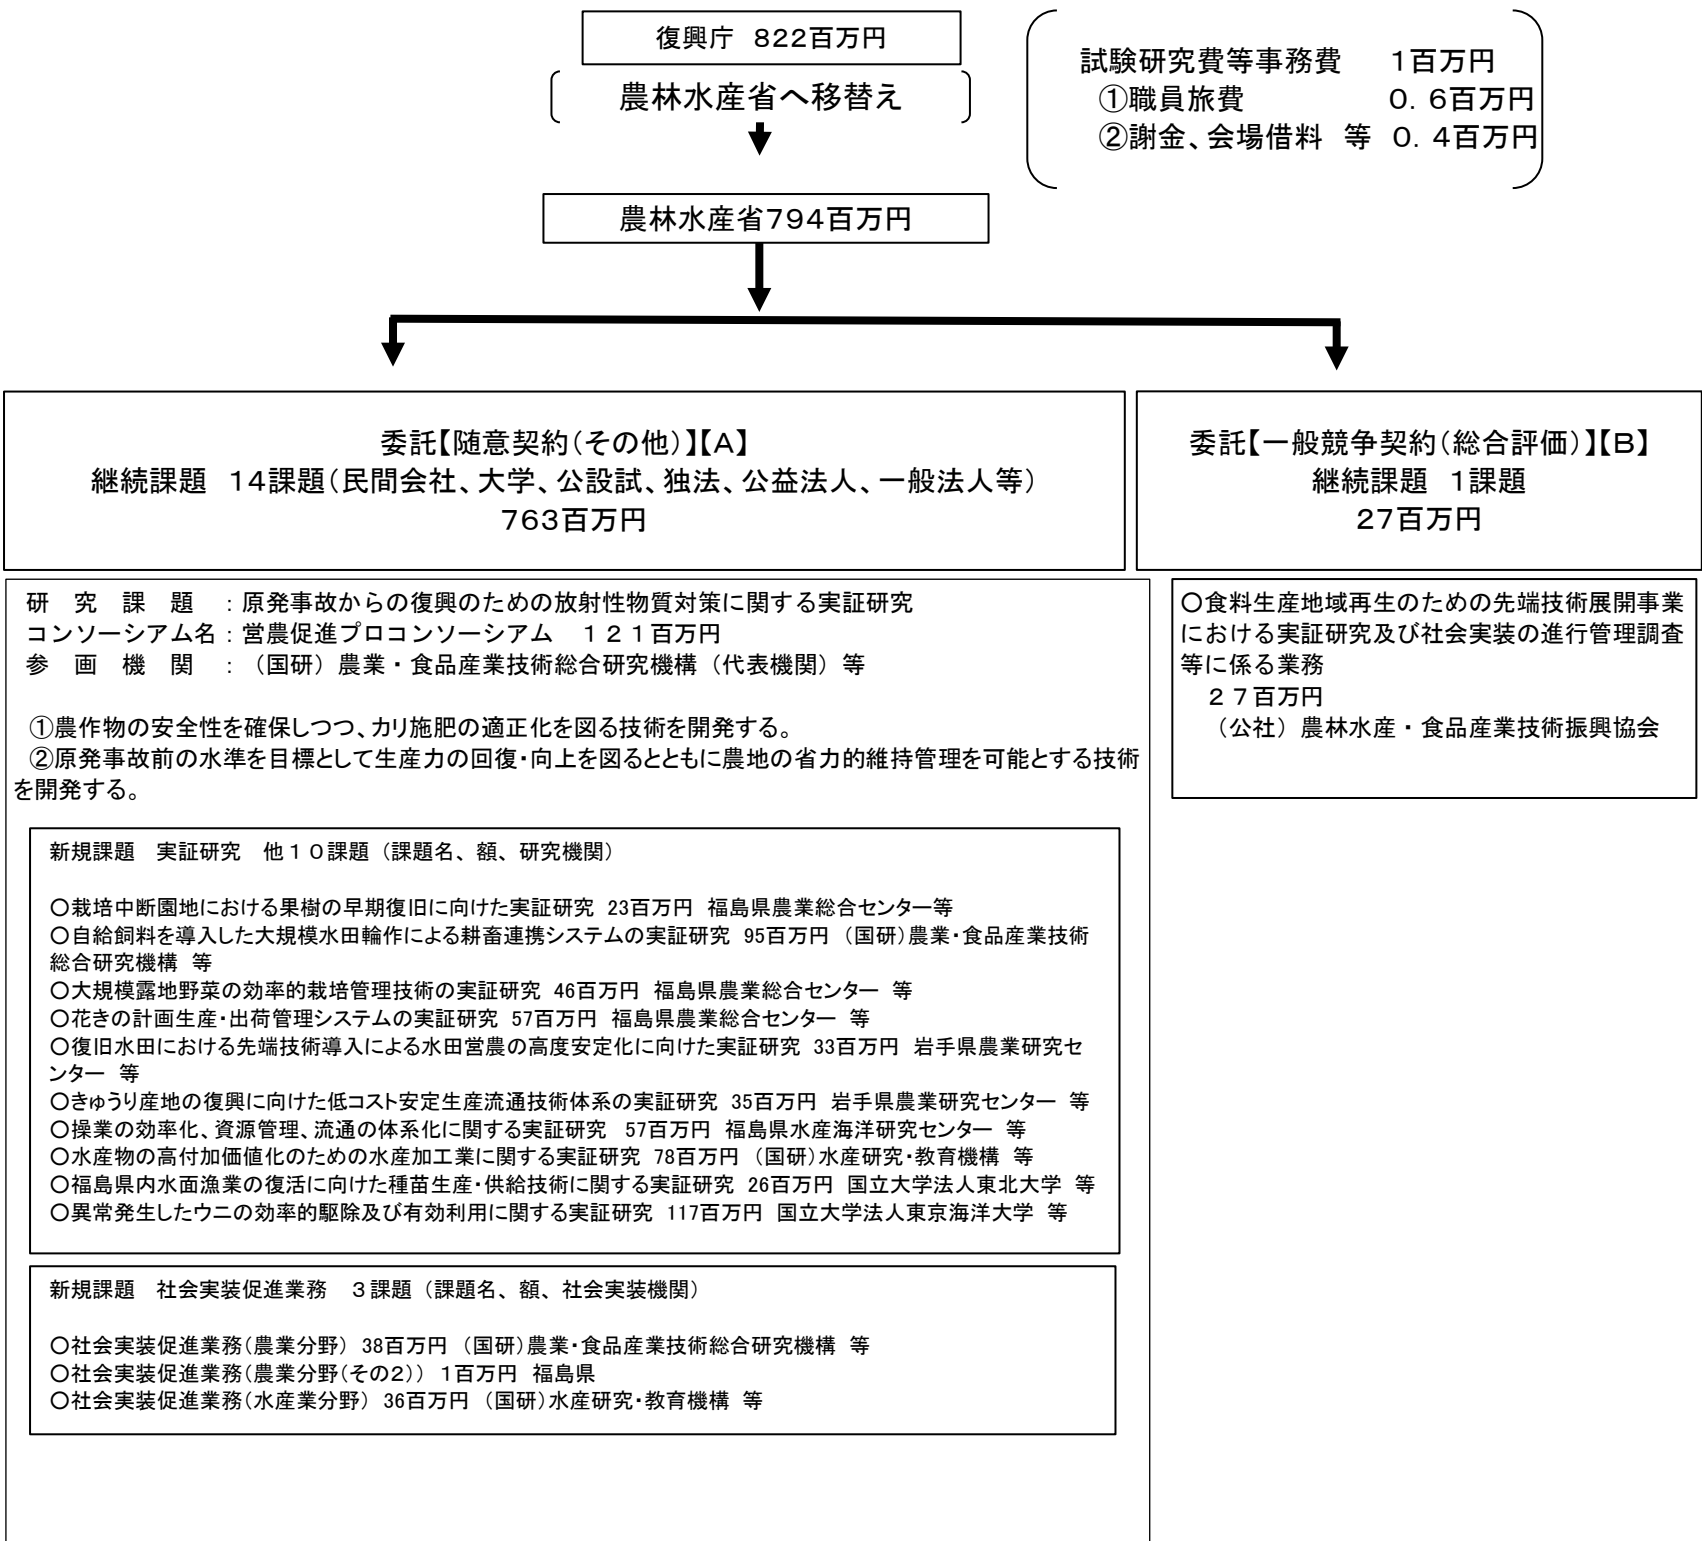 復興庁 822百万円
農林水産省へ移替え
試験研究費等事務費　1百万円
①職員旅費　0.6百万円
②謝金、会場借料　等 0.4百万円
農林水産省794百万円
委託【随意契約（その他）】【A】
継続課題 14課題（民間会社、大学、公設試、独法、公益法人、一般法人等）
763百万円
委託【一般競争契約（総合評価）】【B】
継続課題 1課題
27百万円
研　究　課　題　：原発事故からの復興のための放射性物質対策に関する実証研究
コンソーシアム名：営農促進プロコンソーシアム　１２１百万円
参　画　機　関　：（国研）農業・食品産業技術総合研究機構（代表機関）等
①農作物の安全性を確保しつつ、カリ施肥の適正化を図る技術を開発する。
②原発事故前の水準を目標として生産力の回復・向上を図るとともに農地の省力的維持管理を可能とする技術
を開発する。
○食料生産地域再生のための先端技術展開事業
における実証研究及び社会実装の進行管理調査
等に係る業務
２７百万円
（公社）農林水産・食品産業技術振興協会
新規課題　実証研究　他１０課題（課題名、額、研究機関）
○栽培中断園地における果樹の早期復旧に向けた実証研究 23百万円 福島県農業総合センター等
○自給飼料を導入した大規模水田輪作による耕畜連携システムの実証研究 95百万円 （国研）農業・食品産業技術
総合研究機構 等
○大規模露地野菜の効率的栽培管理技術の実証研究 46百万円 福島県農業総合センター 等
○花きの計画生産・出荷管理システムの実証研究 57百万円 福島県農業総合センター 等
○復旧水田における先端技術導入による水田営農の高度安定化に向けた実証研究 33百万円 岩手県農業研究セ
ンター 等
○きゅうり産地の復興に向けた低コスト安定生産流通技術体系の実証研究 35百万円 岩手県農業研究センター 等
○操業の効率化、資源管理、流通の体系化に関する実証研究 57百万円 福島県水産海洋研究センター 等
○水産物の高付加価値化のための水産加工業に関する実証研究 78百万円 （国研）水産研究・教育機構 等
○福島県内水面漁業の復活に向けた種苗生産・供給技術に関する実証研究 26百万円 国立大学法人東北大学 等
○異常発生したウニの効率的駆除及び有効利用に関する実証研究 117百万円 国立大学法人東京海洋大学 等
新規課題　社会実装促進業務　３課題（課題名、額、社会実装機関）
○社会実装促進業務（農業分野） 38百万円 （国研）農業・食品産業技術総合研究機構 等
○社会実装促進業務（農業分野（その2）） 1百万円 福島県
○社会実装促進業務（水産業分野） 36百万円 （国研）水産研究・教育機構 等